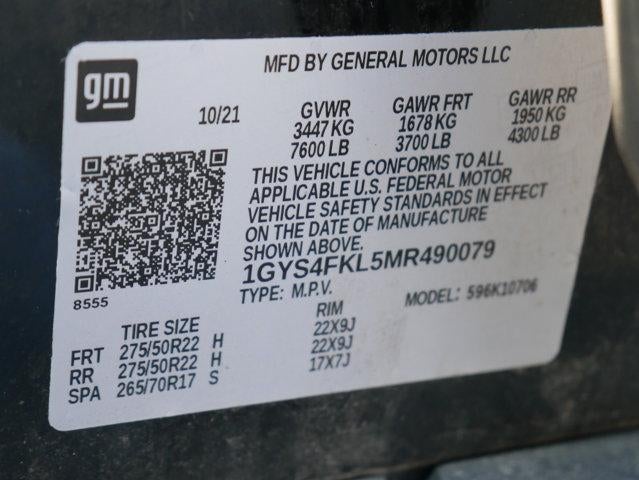 gm
MFD BY GENERAL MOTORS LLC
10/21 GVWR GAWR FRT GAWR RR
3447 KG 1678 KG 1950 KG
7600 LB 3700 LB 4300 LB
THIS VEHICLE CONFORMS TO ALL
APPLICABLE U.S. FEDERAL MOTOR
VEHICLE SAFETY STANDARDS IN EFFECT
ON THE DATE OF MANUFACTURE
SHOWN ABOVE.
1GYS4FKL5MR490079
8555
TYPE: M.P.V. MODEL: 596K10706
TIRE SIZE RIM
FRT 275/50R22 H 22X9J
RR 275/50R22 H 22X9J
SPA 265/70R17 S 17X7J